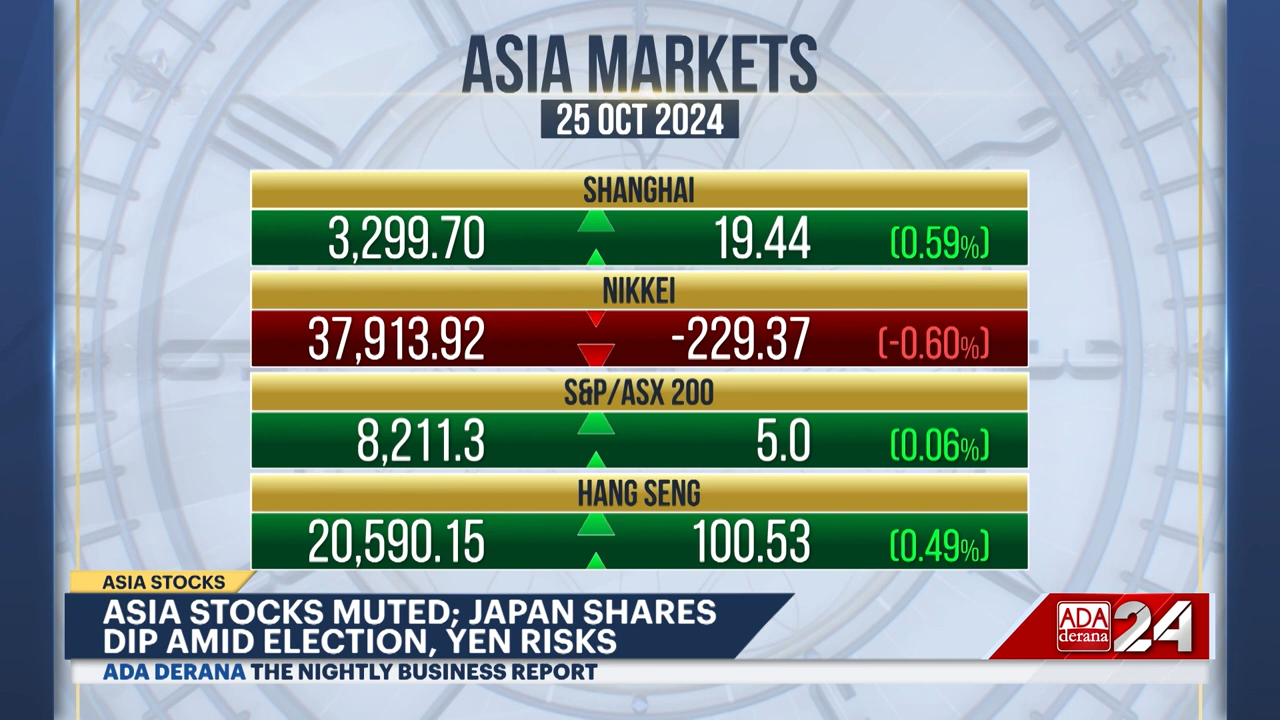 ASIA MARKETS
25 OCT 2024
SHANGHAI
3,299.70 19.44 (0.59%)
NIKKEI
37,913.92 -229.37 (-0.60%)
S&P/ASX 200
8,211.3 5.0 (0.06%)
HANG SENG
20,590.15 100.53 (0.49%)
ASIA STOCKS
ASIA STOCKS MUTED; JAPAN SHARES
DIP AMID ELECTION, YEN RISKS
ADA DERANA THE NIGHTLY BUSINESS REPORT
ADA
derana
24